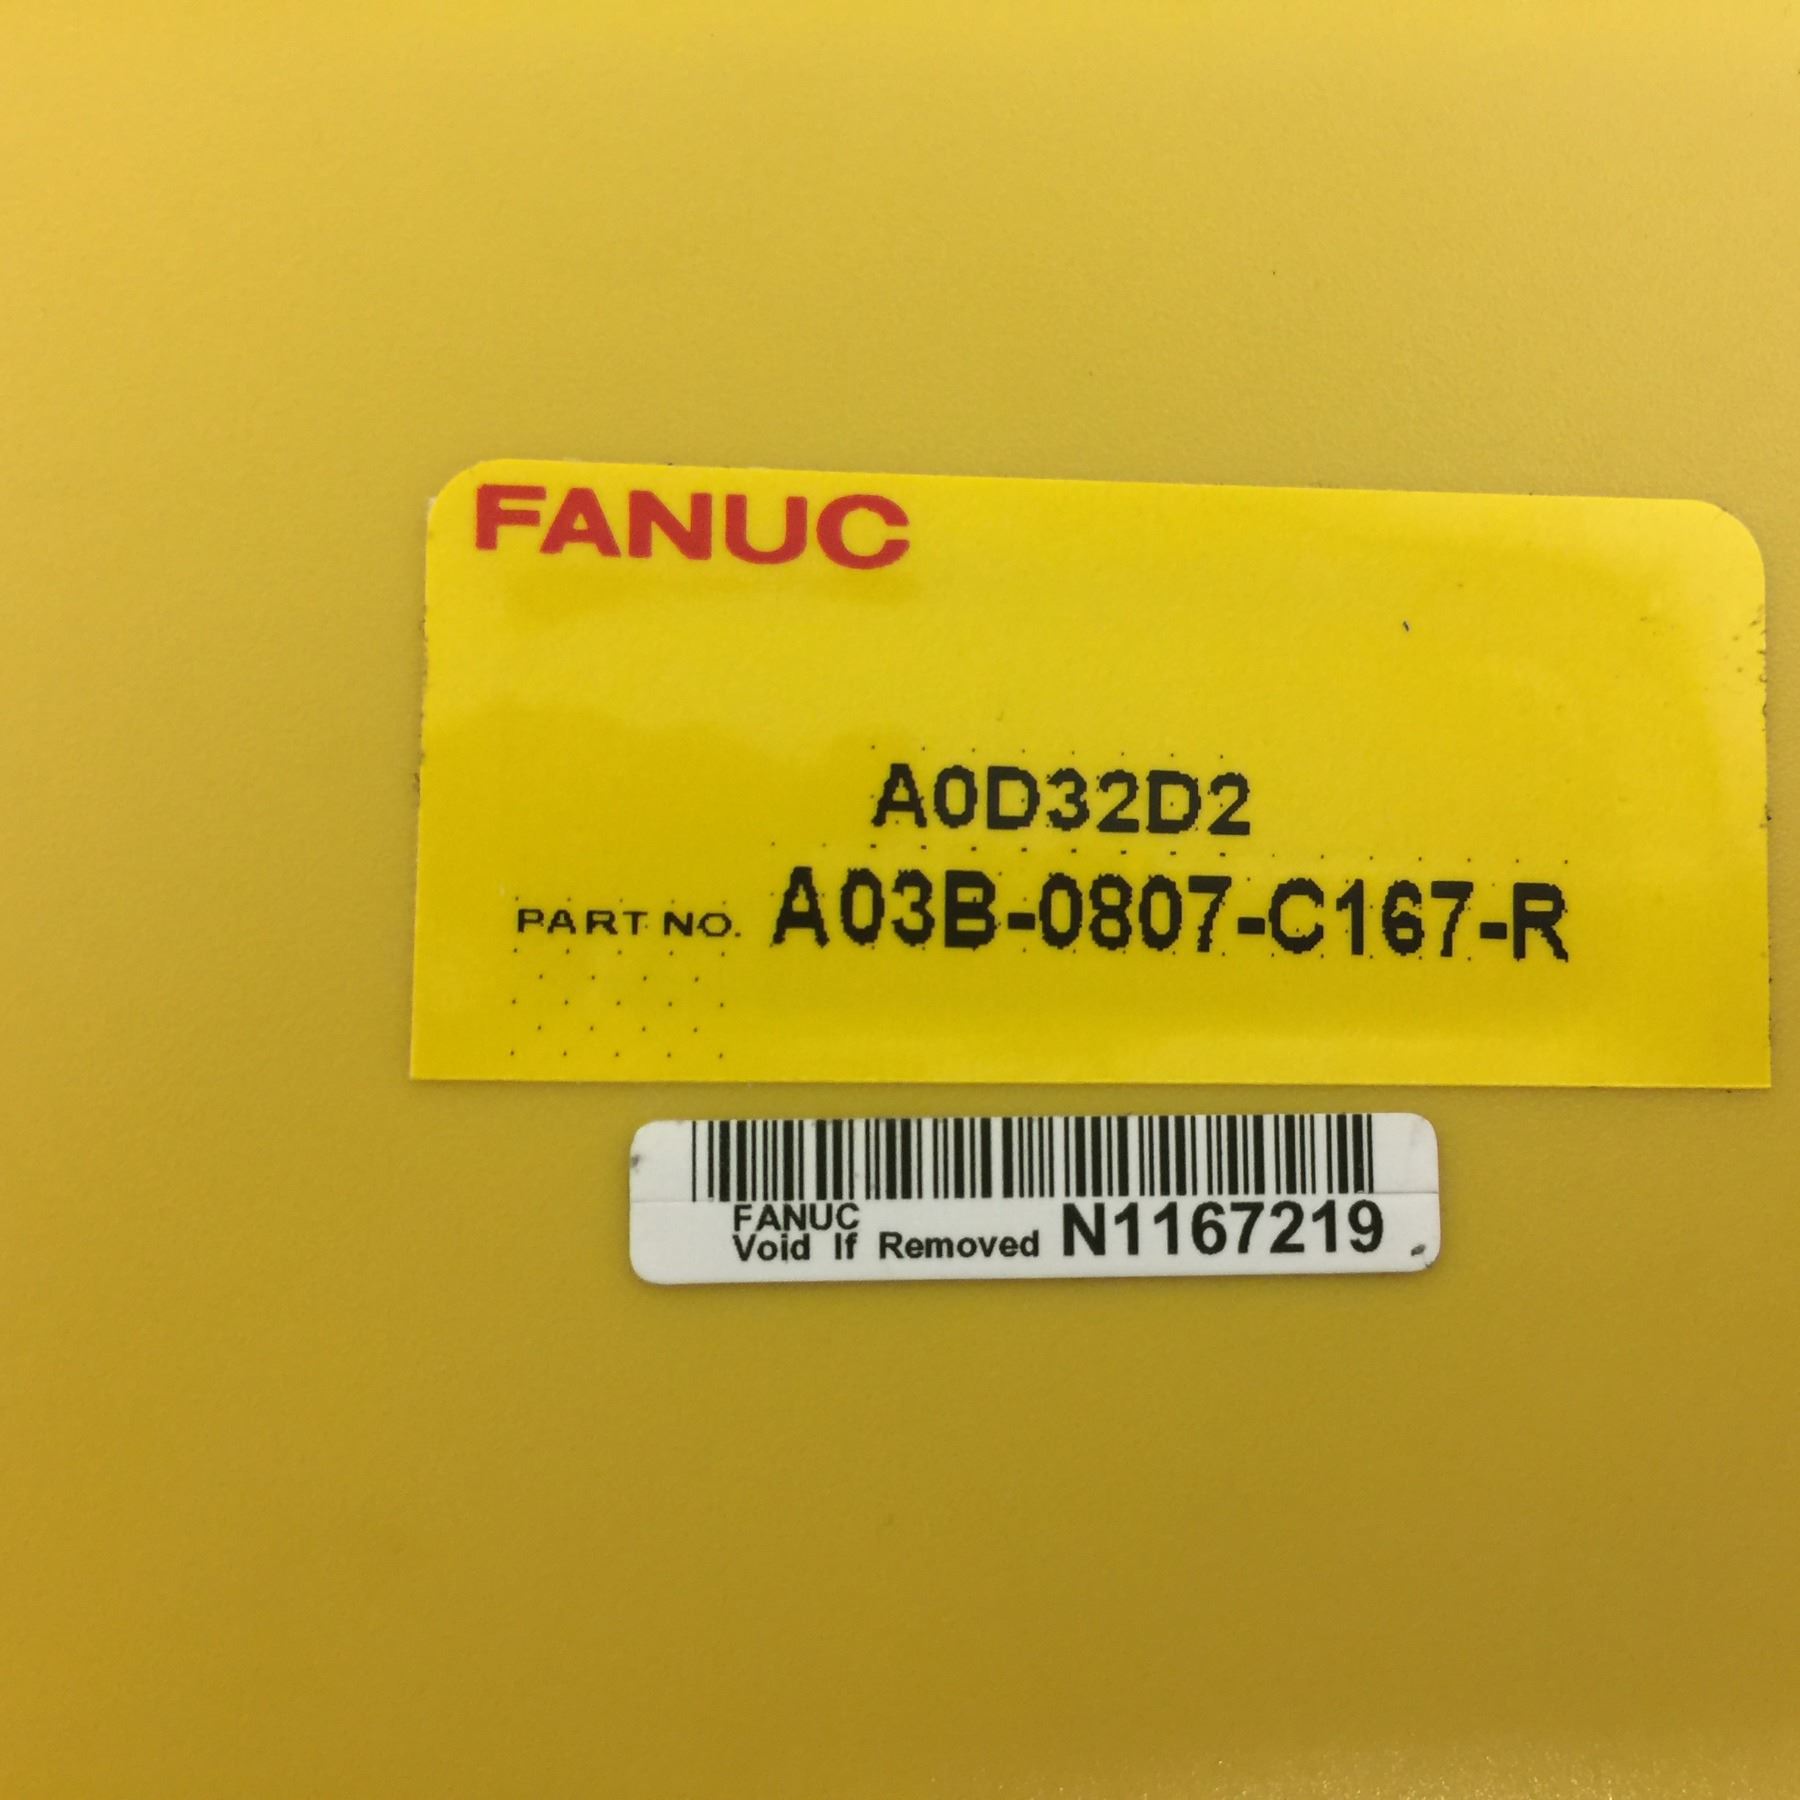 FANUC
A0D32D2
PART NO. A03B-0807-C167-R
FANUC
Void If Removed N1167219